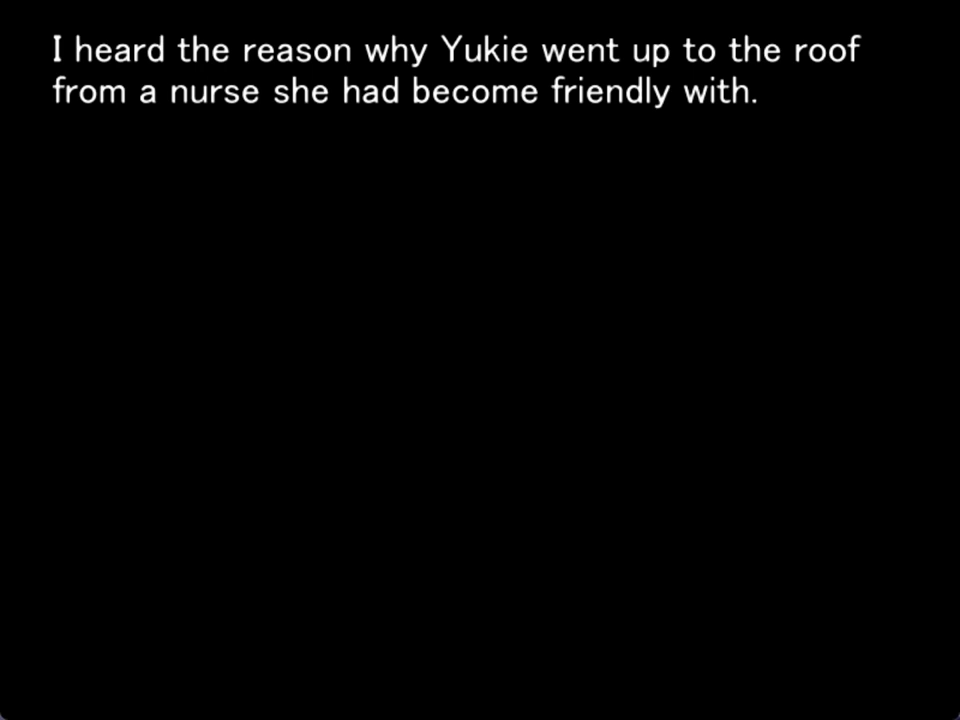 I heard the reason why Yukie went up to the roof
from a nurse she had become friendly with.